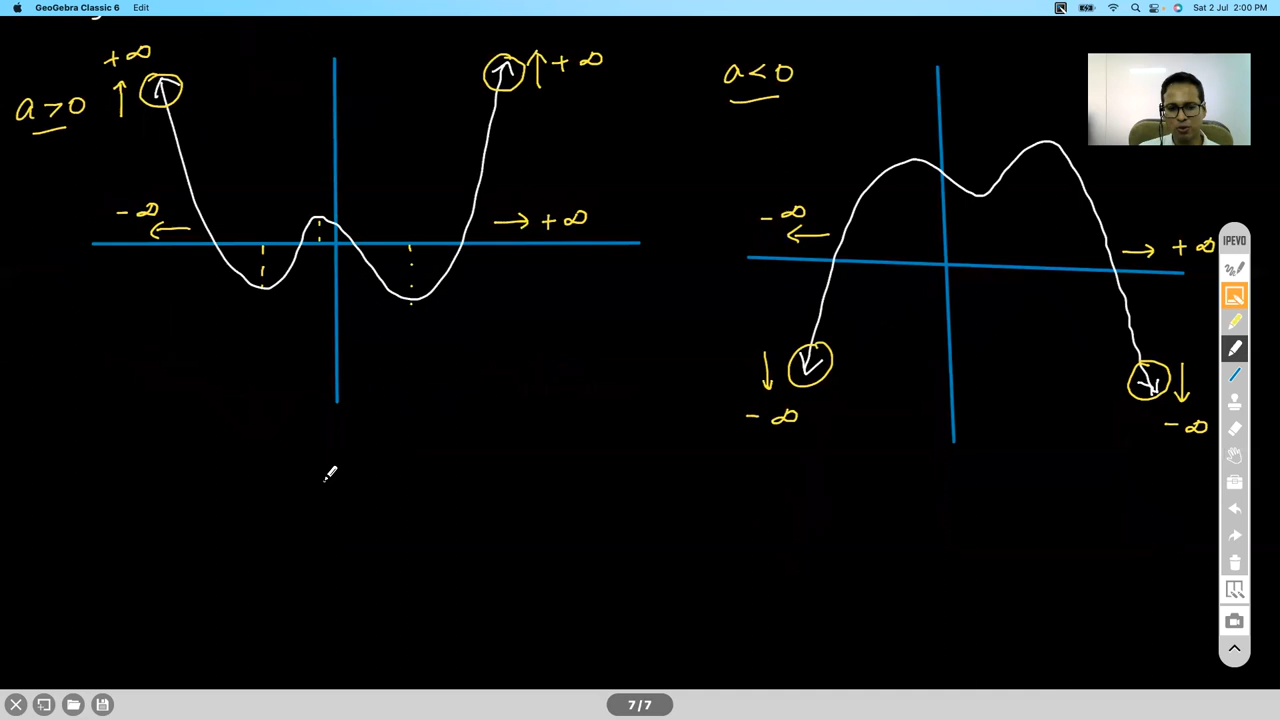 GeoGebra Classic 6 Edit
Sat 2 Jul 2:00 PM
+∞
a > 0
↑
↑ + ∞
- ∞
←
→ + ∞
a < 0
- ∞
←
→ + ∞
↓
- ∞
↓
- ∞
IPEVO
7/7